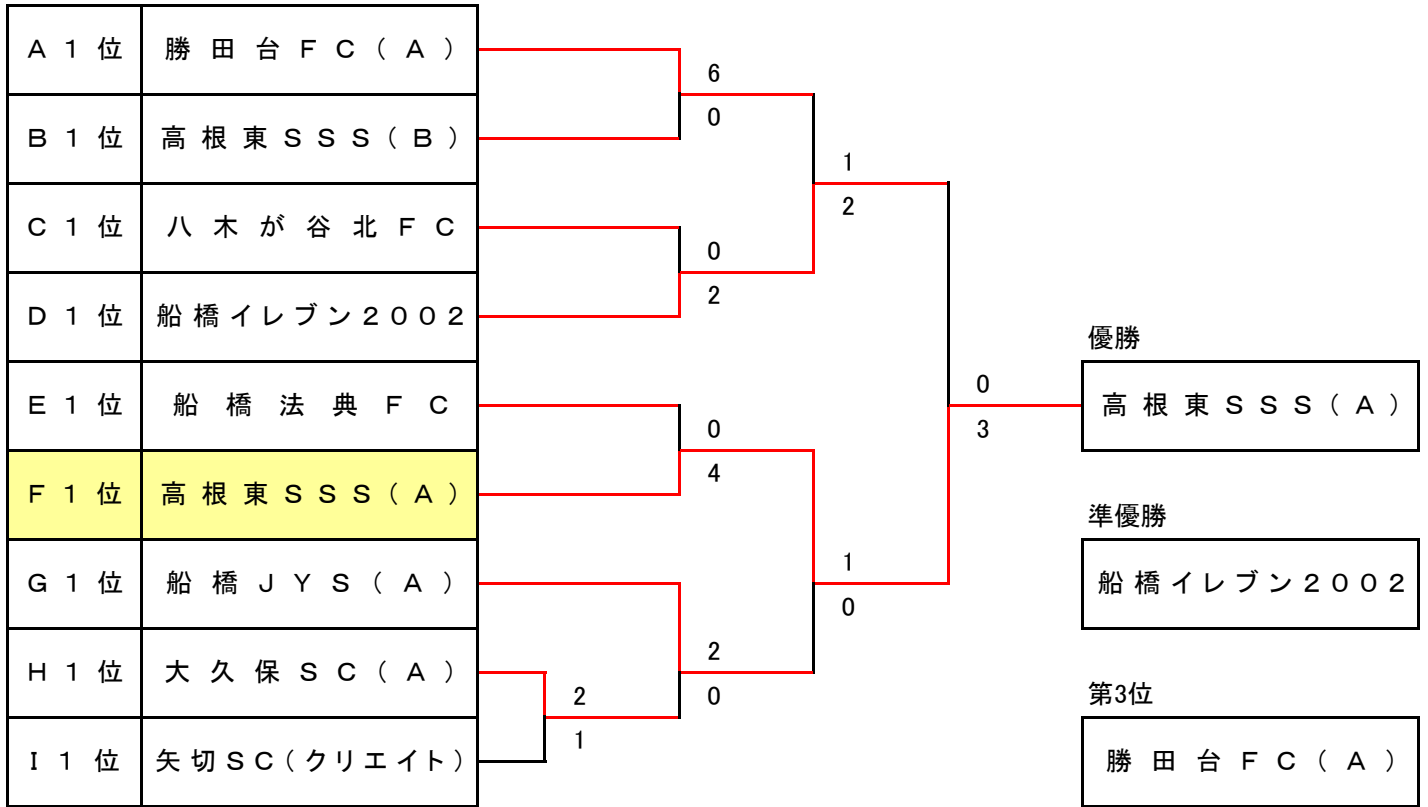 A１位 勝田台ＦＣ（Ａ）
6
B１位 高根東ＳＳＳ（Ｂ）
0
1
2
C１位 八木が谷北ＦＣ
0
D１位 船橋イレブン２００２
2
優勝
高根東ＳＳＳ（Ａ）
0
3
E１位 船橋法典ＦＣ
0
F１位 高根東ＳＳＳ（Ａ）
4
準優勝
船橋イレブン２００２
1
0
G１位 船橋ＪＹＳ（Ａ）
2
H１位 大久保ＳＣ（Ａ）
0
2
1
第3位
勝田台ＦＣ（Ａ）
I１位 矢切ＳＣ（クリエイト）